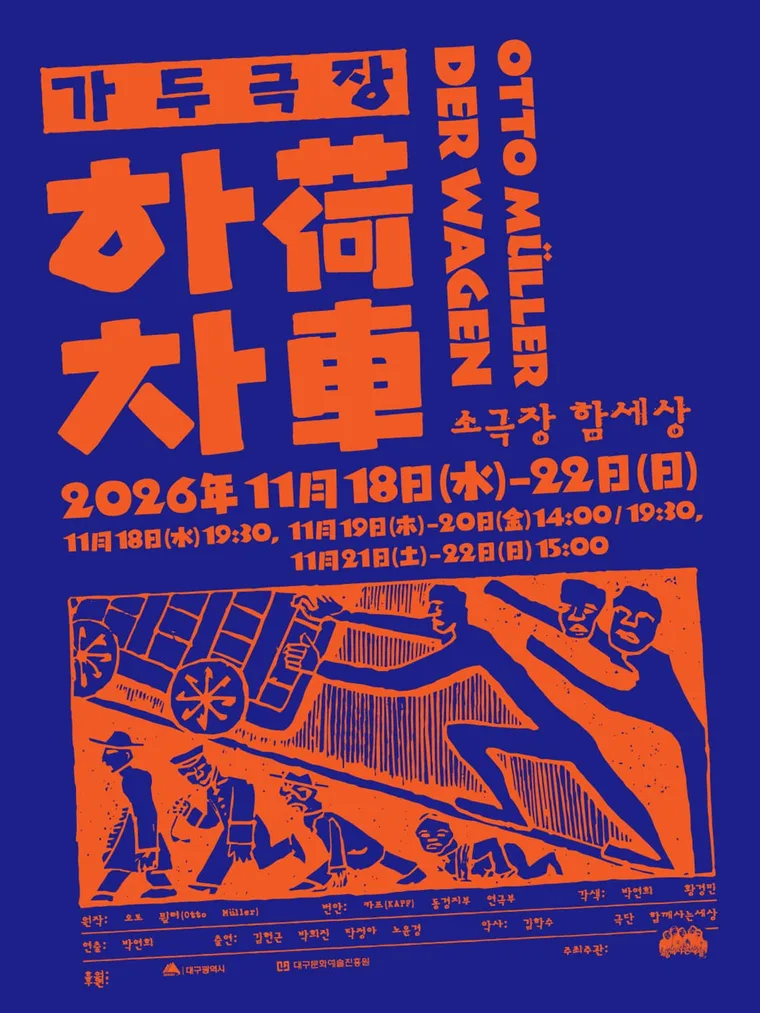 가두극장
하荷
차車
OTTO MÜLLER
DER WAGEN
소극장 함세상
2026年 11月 18日(水)-22日(日)
11月18日(水)19:30, 11月19日(木)-20日(金)14:00/19:30,
11月21日(土)-22日(日)15:00
원작: 오토 뮐러(Otto Müller) 번안: 카프(KAPF) 동경지부 연극부 각색: 박연희 황경민
연출: 박연희 출연: 김헌근 박희진 탁정아 노윤경 악사: 김학수 극단 함께사는세상
주최주관:
후원: 대구광역시 대구문화예술진흥원